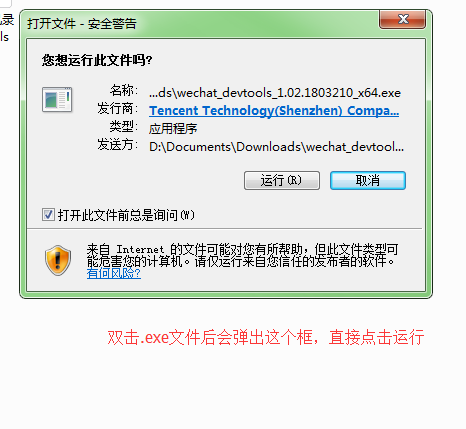 录
ls
打开文件 - 安全警告
您想运行此文件吗?
名称: ...ds\wechat_devtools_1.02.1803210_x64.exe
发行商: Tencent Technology(Shenzhen) Compa...
类型: 应用程序
发送方: D:\Documents\Downloads\wechat_devtool...
运行(R) 取消
打开此文件前总是询问(W)
来自 Internet 的文件可能对您有所帮助，但此文件类型可
能危害您的计算机。请仅运行来自您信任的发布者的软件。
有何风险?
双击.exe文件后会弹出这个框，直接点击运行